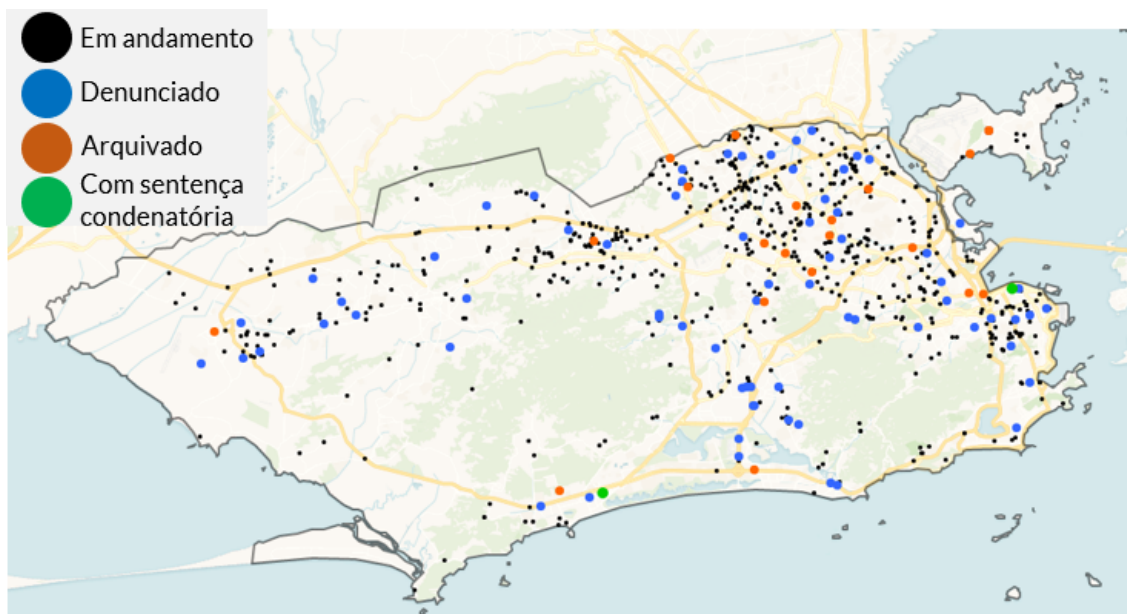 Em andamento
Denunciado
Arquivado
Com sentença
condenatória